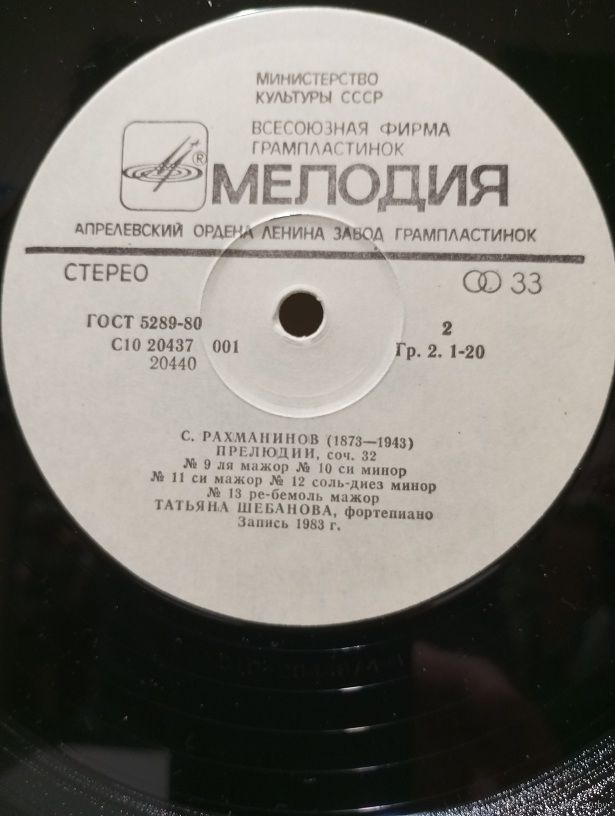 МИНИСТЕРСТВО
КУЛЬТУРЫ СССР
ВСЕСОЮЗНАЯ ФИРМА
ГРАМПЛАСТИНОК
® МЕЛОДИЯ
АПРЕЛЕВСКИЙ ОРДЕНА ЛЕНИНА ЗАВОД ГРАМПЛАСТИНОК
СТЕРЕО 33
ГОСТ 5289-80 2
С10 20437 001 Гр. 2. 1-20
20440
С. РАХМАНИНОВ (1873—1943)
ПРЕЛЮДИИ, соч. 32
№ 9 ля мажор № 10 си минор
№ 11 си мажор № 12 соль-диез минор
№ 13 ре-бемоль мажор
ТАТЬЯНА ШЕБАНОВА, фортепиано
Запись 1983 г.